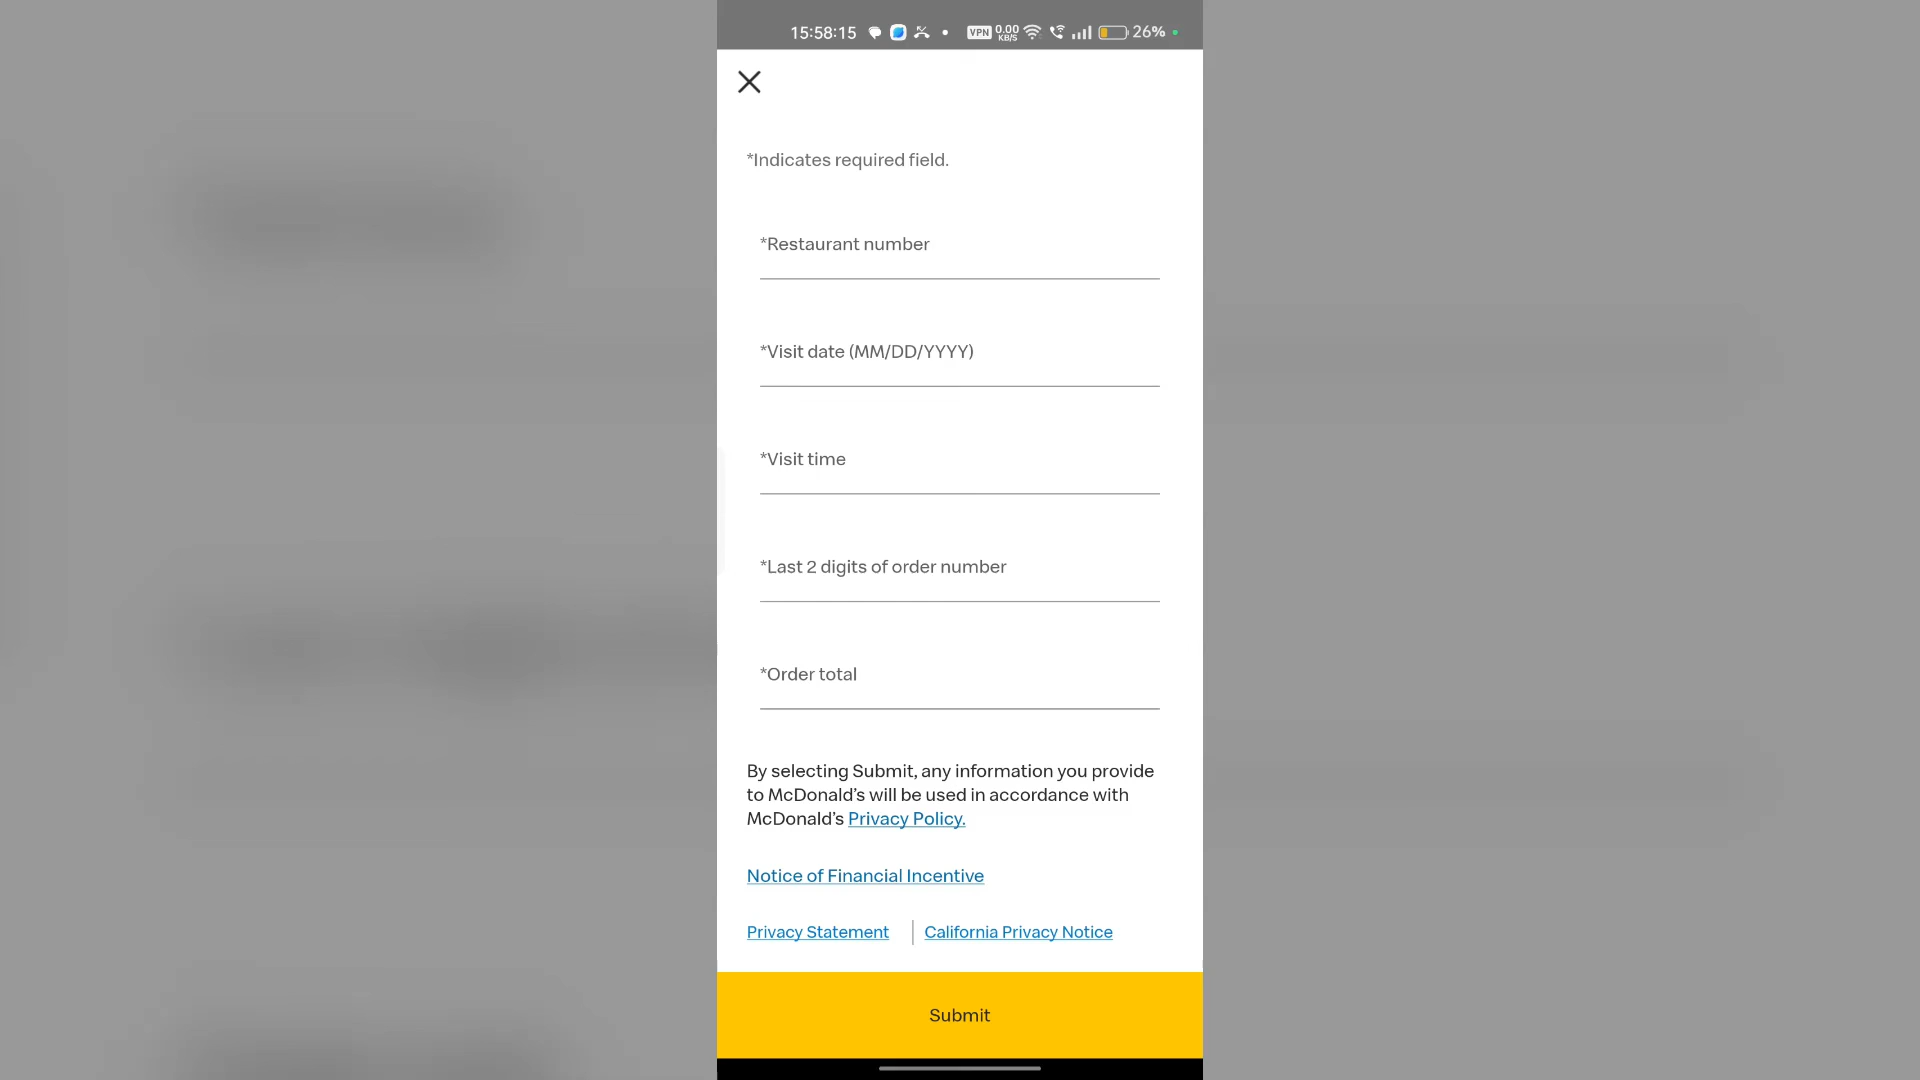 15:58:15 VPN 0.00 KB/S 26%
*Indicates required field.
*Restaurant number
*Visit date (MM/DD/YYYY)
*Visit time
*Last 2 digits of order number
*Order total
By selecting Submit, any information you provide
to McDonald’s will be used in accordance with
McDonald’s Privacy Policy.
Notice of Financial Incentive
Privacy Statement | California Privacy Notice
Submit